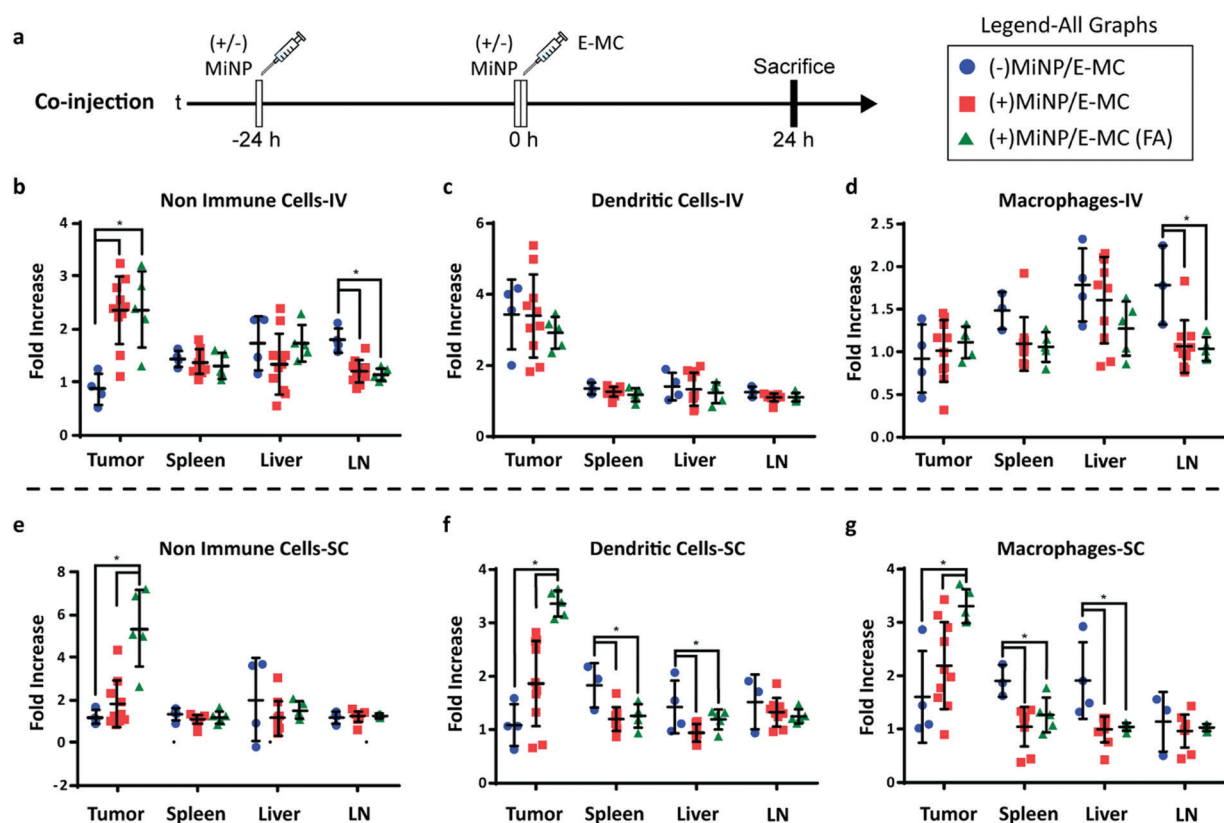 a
Co-injection
t
(+/-)
MiNP
-24 h
(+/-)
MiNP
E-MC
0 h
Sacrifice
24 h
Legend-All Graphs
(-)MiNP/E-MC
(+)MiNP/E-MC
(+)MiNP/E-MC (FA)
b
Non Immune Cells-IV
Fold Increase
4
3
2
1
0
*
*
Tumor Spleen Liver LN
c
Dendritic Cells-IV
Fold Increase
6
4
2
0
Tumor Spleen Liver LN
d
Macrophages-IV
Fold Increase
2.5
2.0
1.5
1.0
0.5
0.0
*
Tumor Spleen Liver LN
e
Non Immune Cells-SC
Fold Increase
8
6
4
2
0
-2
*
Tumor Spleen Liver LN
f
Dendritic Cells-SC
Fold Increase
4
3
2
1
0
*
*
*
Tumor Spleen Liver LN
g
Macrophages-SC
Fold Increase
4
3
2
1
0
*
*
*
Tumor Spleen Liver LN